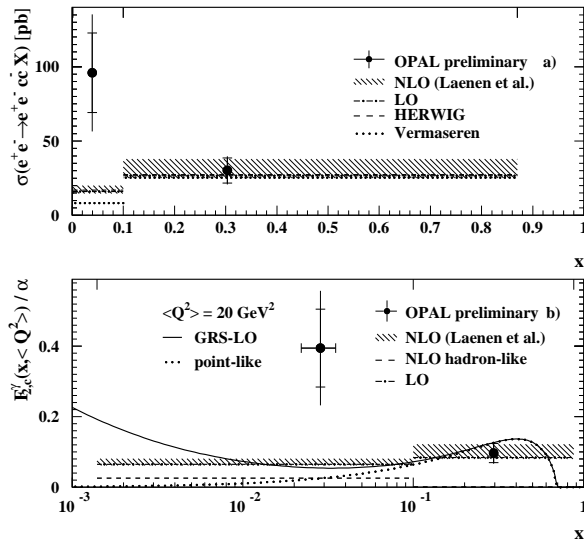 σ(e⁺e⁻→e⁺e⁻ cc̄ X) [pb]
100
50
0
OPAL preliminary a)
NLO (Laenen et al.)
LO
HERWIG
Vermaseren
0 0.1 0.2 0.3 0.4 0.5 0.6 0.7 0.8 0.9 1
x
F^γ_2,c(x,<Q²>) / α
0.4
0.2
0
<Q²> = 20 GeV²
GRS-LO
point-like
OPAL preliminary b)
NLO (Laenen et al.)
NLO hadron-like
LO
10⁻³ 10⁻² 10⁻¹ 1
x